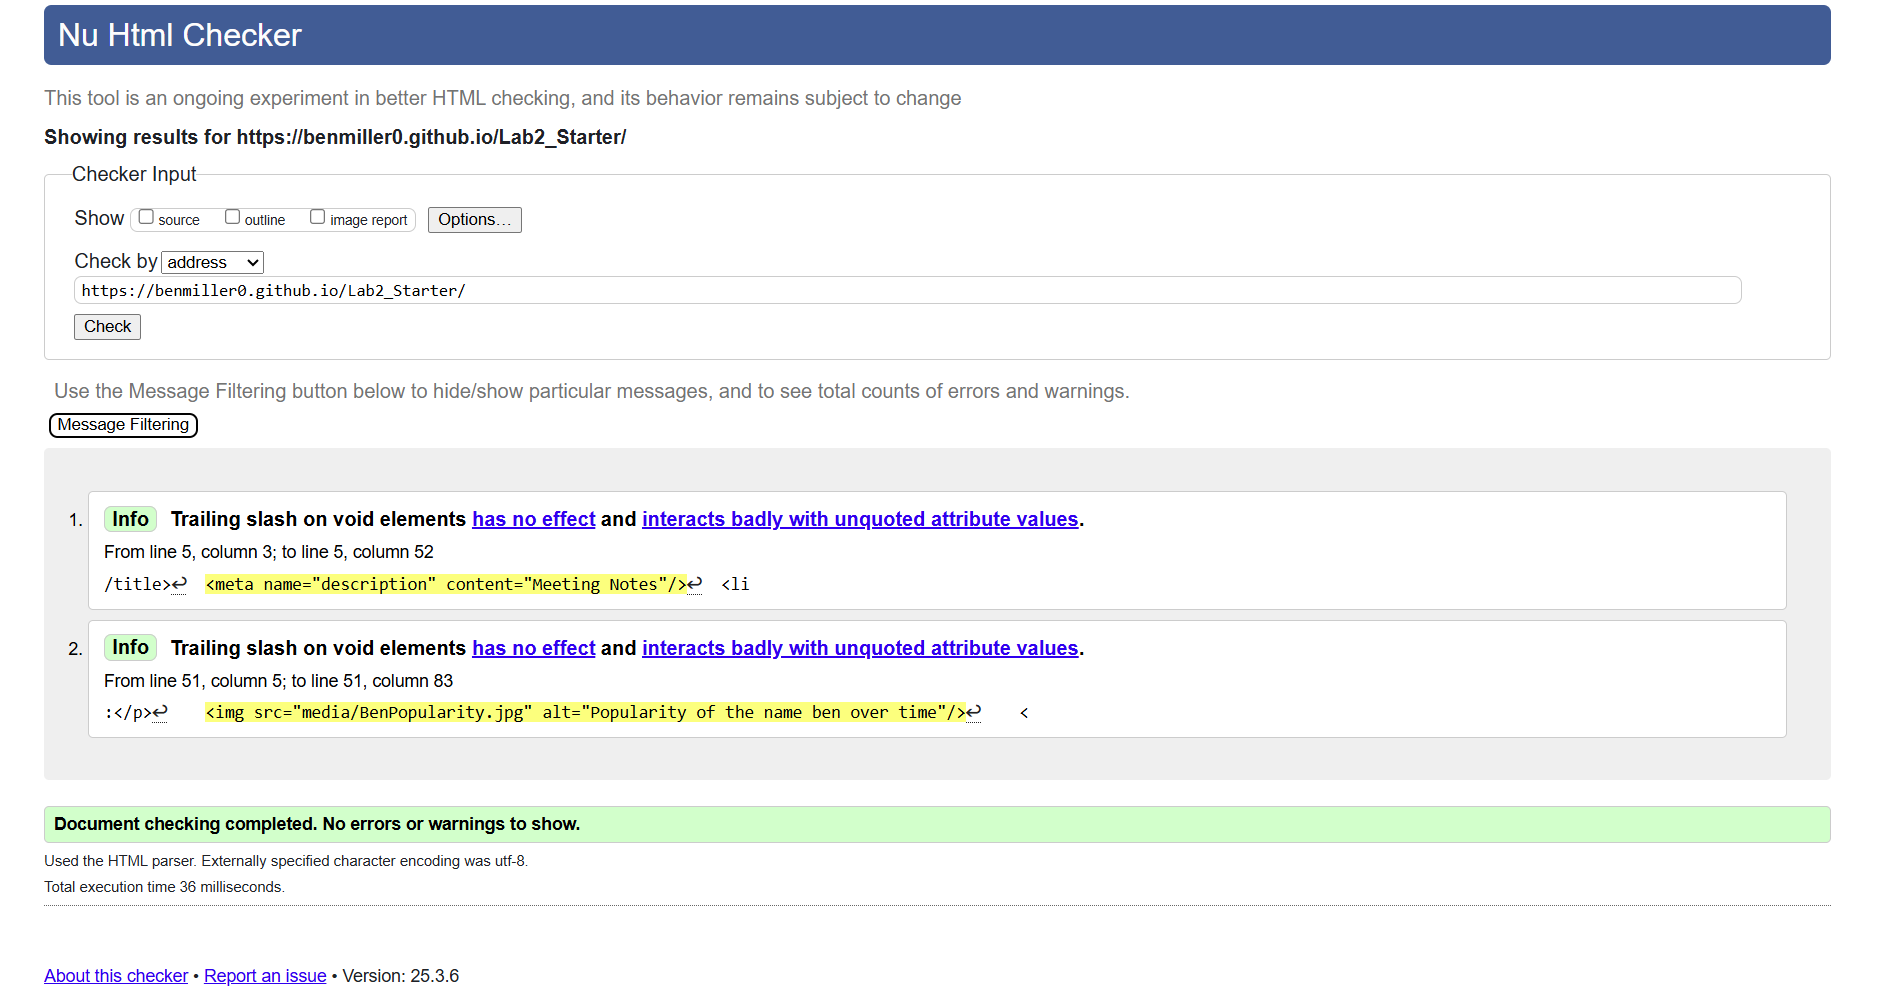 Nu Html Checker
This tool is an ongoing experiment in better HTML checking, and its behavior remains subject to change
Showing results for https://benmiller0.github.io/Lab2_Starter/
Checker Input
Show source outline image report Options...
Check by address
https://benmiller0.github.io/Lab2_Starter/
Check
Use the Message Filtering button below to hide/show particular messages, and to see total counts of errors and warnings.
Message Filtering
1. Info Trailing slash on void elements has no effect and interacts badly with unquoted attribute values.
From line 5, column 3; to line 5, column 52
/title>↩ <meta name="description" content="Meeting Notes"/>↩ <li
2. Info Trailing slash on void elements has no effect and interacts badly with unquoted attribute values.
From line 51, column 5; to line 51, column 83
:</p>↩ <img src="media/BenPopularity.jpg" alt="Popularity of the name ben over time"/>↩ <
Document checking completed. No errors or warnings to show.
Used the HTML parser. Externally specified character encoding was utf-8.
Total execution time 36 milliseconds.
About this checker • Report an issue • Version: 25.3.6